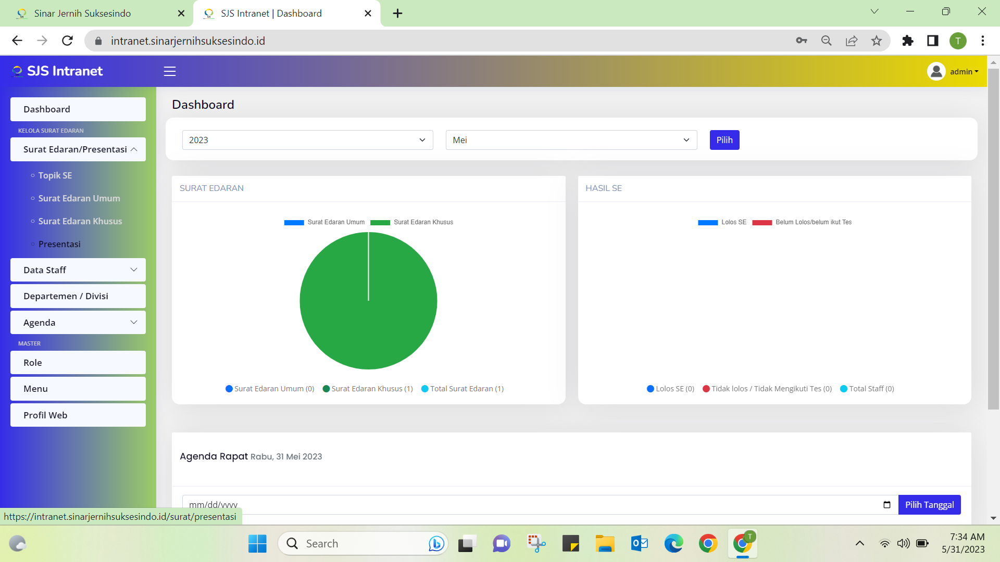 Sinar Jernih Suksesindo
SJS Intranet | Dashboard
intranet.sinarjernihsuksesindo.id
T
SJS Intranet
admin
Dashboard
KELOLA SURAT EDARAN
Surat Edaran/Presentasi
Topik SE
Surat Edaran Umum
Surat Edaran Khusus
Presentasi
Data Staff
Departemen / Divisi
Agenda
MASTER
Role
Menu
Profil Web
Dashboard
2023
Mei
Pilih
SURAT EDARAN
Surat Edaran Umum
Surat Edaran Khusus
Surat Edaran Umum (0)
Surat Edaran Khusus (1)
Total Surat Edaran (1)
HASIL SE
Lolos SE
Belum Lolos/belum ikut Tes
Lolos SE (0)
Tidak lolos / Tidak Mengikuti Tes (0)
Total Staff (0)
Agenda Rapat Rabu, 31 Mei 2023
mm/dd/yyyy
Pilih Tanggal
https://intranet.sinarjernihsuksesindo.id/surat/presentasi
Search
T
7:34 AM
5/31/2023